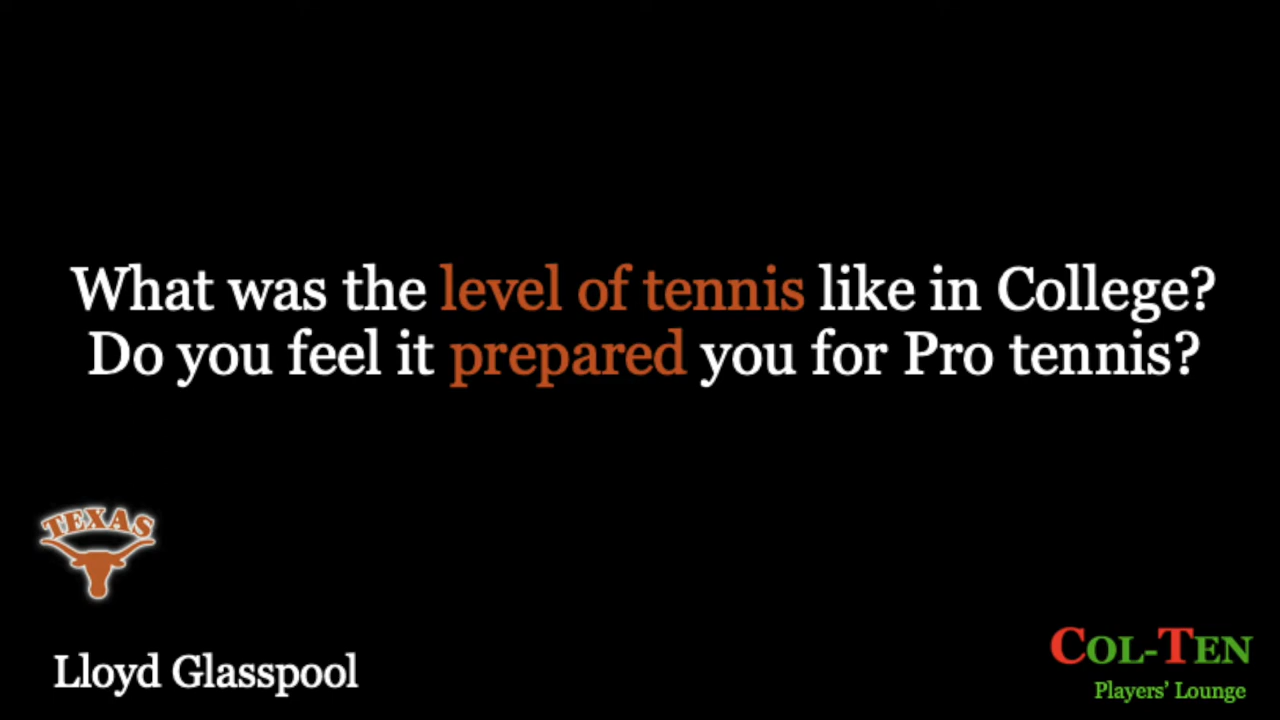 What was the level of tennis like in College?
Do you feel it prepared you for Pro tennis?
TEXAS
Lloyd Glasspool
COL-TEN
Players’ Lounge